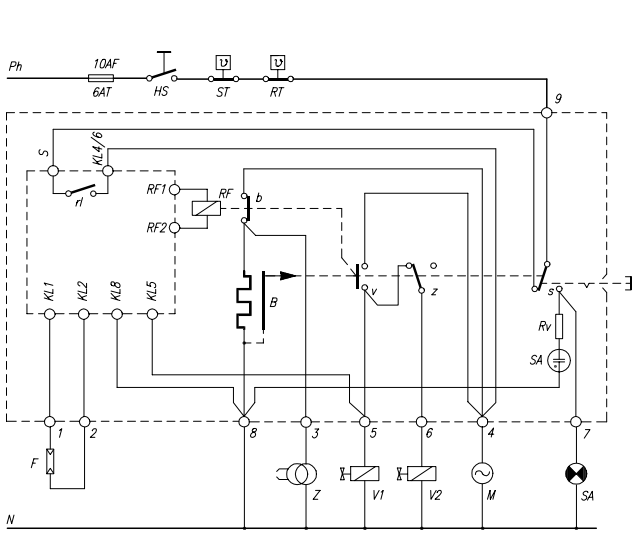 Ph
10AF
6AT
HS
ϑ
ST
ϑ
RT
9
S
KL4/6
rl
RF1
RF2
RF
b
KL1
KL2
KL8
KL5
B
v
z
s
Rv
SA
1
2
8
3
5
6
4
7
F
Z
V1
V2
M
SA
N